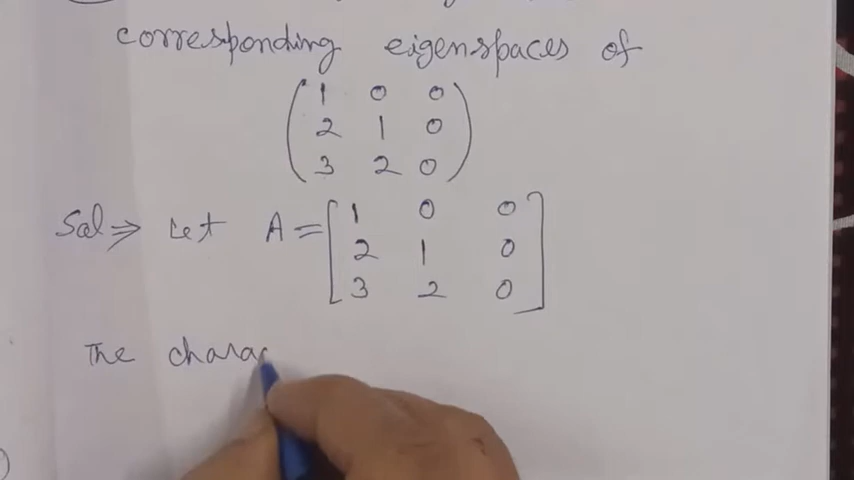 corresponding eigenspaces of
1 0 0
2 1 0
3 2 0
Sol ⇒ Let A = [1 0 0
2 1 0
3 2 0]
The charac